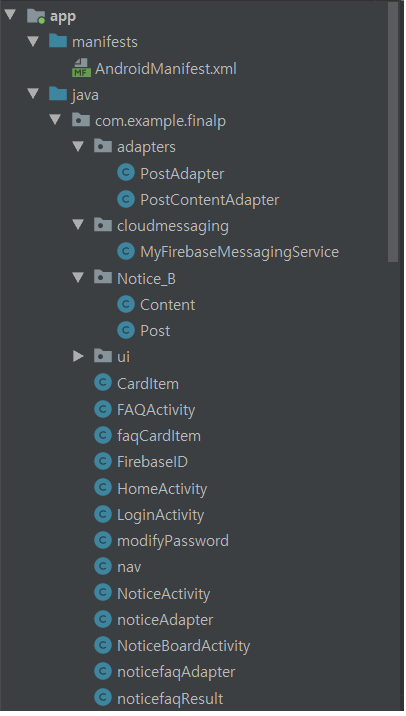 app
manifests
MF AndroidManifest.xml
java
com.example.finalp
adapters
C PostAdapter
C PostContentAdapter
cloudmessaging
C MyFirebaseMessagingService
Notice_B
C Content
C Post
ui
C CardItem
C FAQActivity
C faqCardItem
C FirebaseID
C HomeActivity
C LoginActivity
C modifyPassword
C nav
C NoticeActivity
C noticeAdapter
C NoticeBoardActivity
C noticefaqAdapter
C noticefaqResult